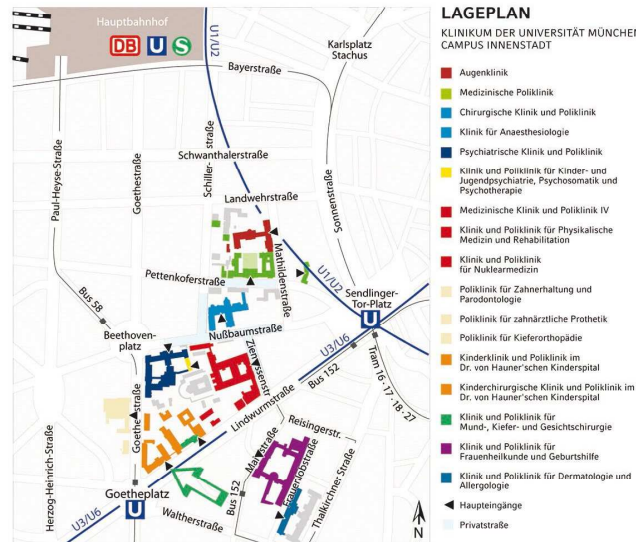 LAGEPLAN
KLINIKUM DER UNIVERSITÄT MÜNCHEN
CAMPUS INNENSTADT
Augenklinik
Medizinische Poliklinik
Chirurgische Klinik und Poliklinik
Klinik für Anaesthesiologie
Psychiatrische Klinik und Poliklinik
Klinik und Poliklinik für Kinder- und
Jugendpsychiatrie, Psychosomatik und
Psychotherapie
Medizinische Klinik und Poliklinik IV
Klinik und Poliklinik für Physikalische
Medizin und Rehabilitation
Klinik und Poliklinik
für Nuklearmedizin
Poliklinik für Zahnerhaltung und
Parodontologie
Poliklinik für zahnärztliche Prothetik
Poliklinik für Kieferorthopädie
Kinderklinik und Poliklinik im
Dr. von Hauner'schen Kinderspital
Kinderchirurgische Klinik und Poliklinik im
Dr. von Hauner'schen Kinderspital
Klinik und Poliklinik für
Mund-, Kiefer- und Gesichtschirurgie
Klinik und Poliklinik für
Frauenheilkunde und Geburtshilfe
Klinik und Poliklinik für Dermatologie und
Allergologie
Haupteingänge
Privatstraße
Hauptbahnhof
DB U S
U1/U2
Karlsplatz
Stachus
Bayerstraße
Paul-Heyse-Straße
Goethestraße
Schiller-
straße
Schwanthalerstraße
Sonnenstraße
Landwehrstraße
Mathildenstraße
Pettenkoferstraße
U1/U2
Sendlinger-
Tor-Platz
U
Bus 58
Nußbaumstraße
U3/U6
Beethoven-
platz
Ziemssenstr.
Bus 152
Tram 16 · 17 · 18 · 27
Lindwurmstraße
Goethestraße
Reisingerstr.
Maistraße
Frauenlobstraße
Thalkirchner Straße
Herzog-Heinrich-Straße
Goetheplatz
U
U3/U6
Waltherstraße
Bus 152
N